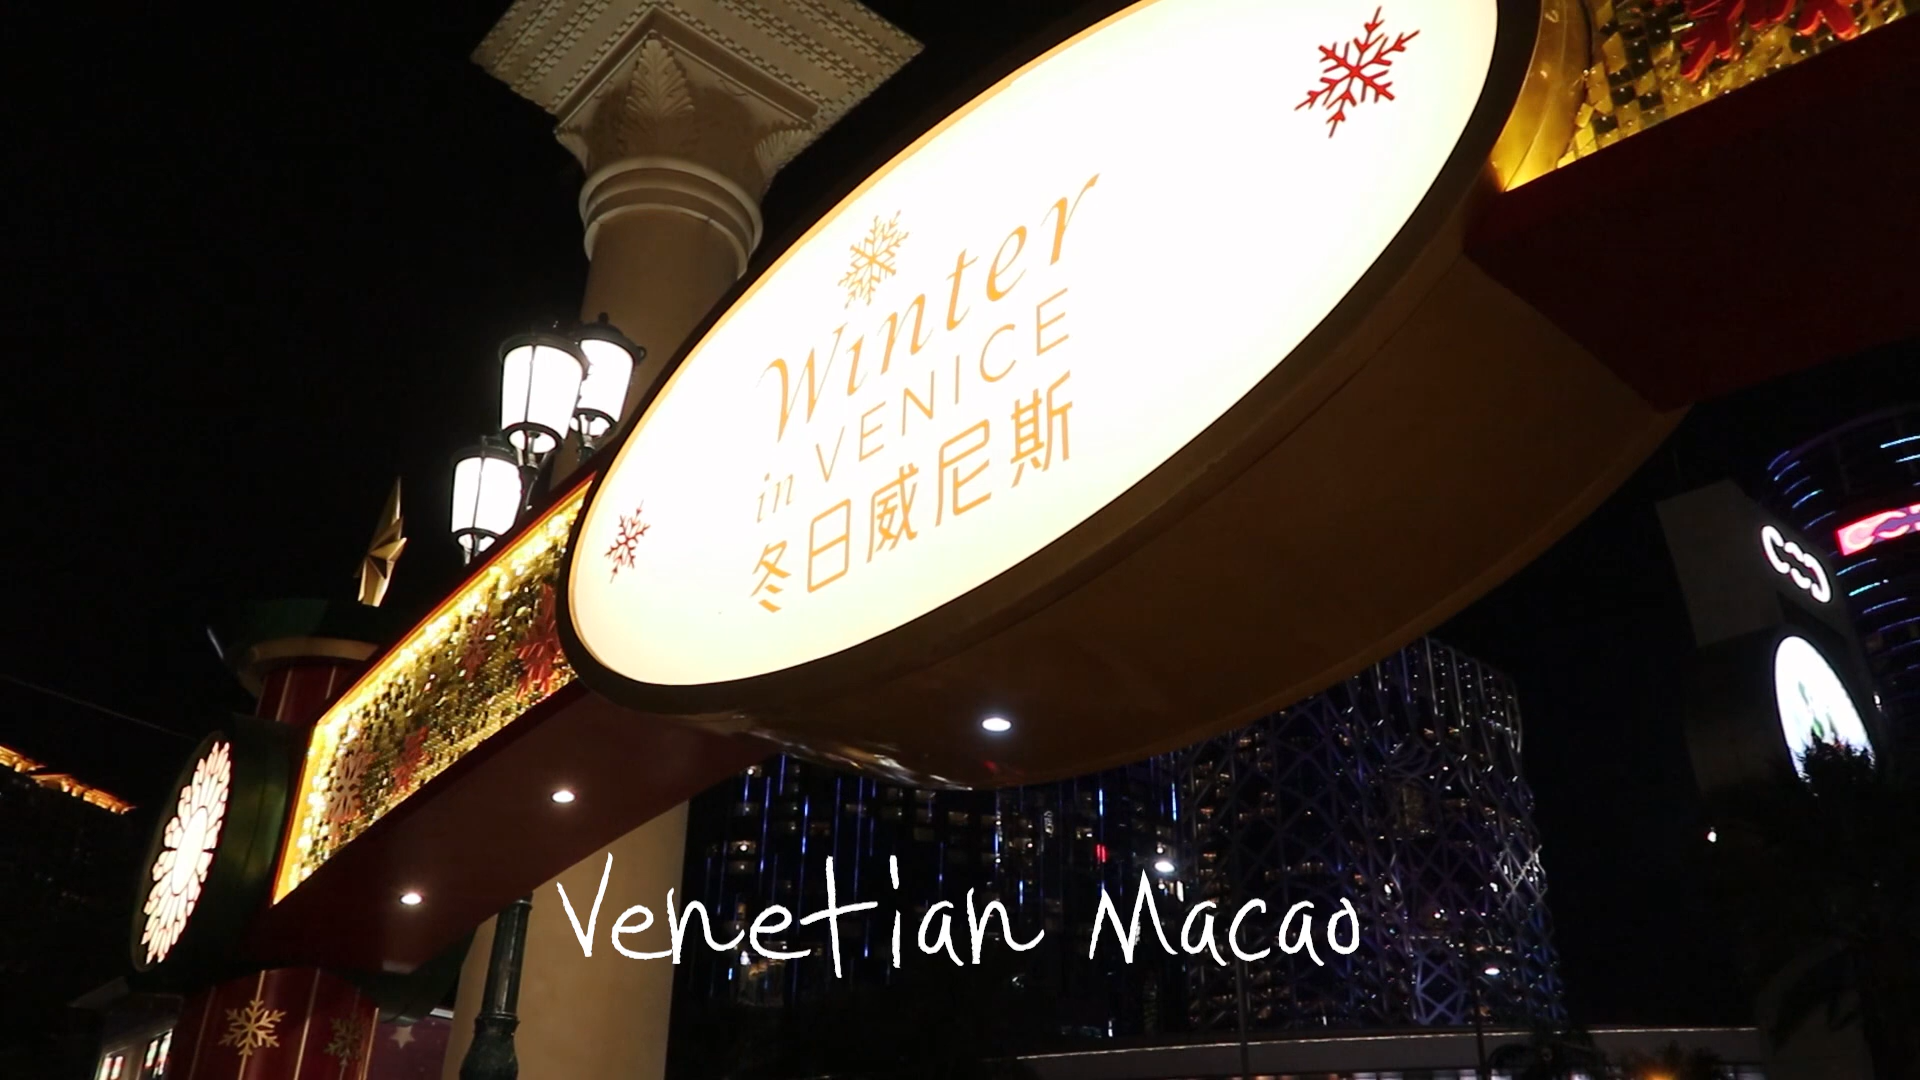 Winter
in VENICE
冬日威尼斯
Venetian Macao